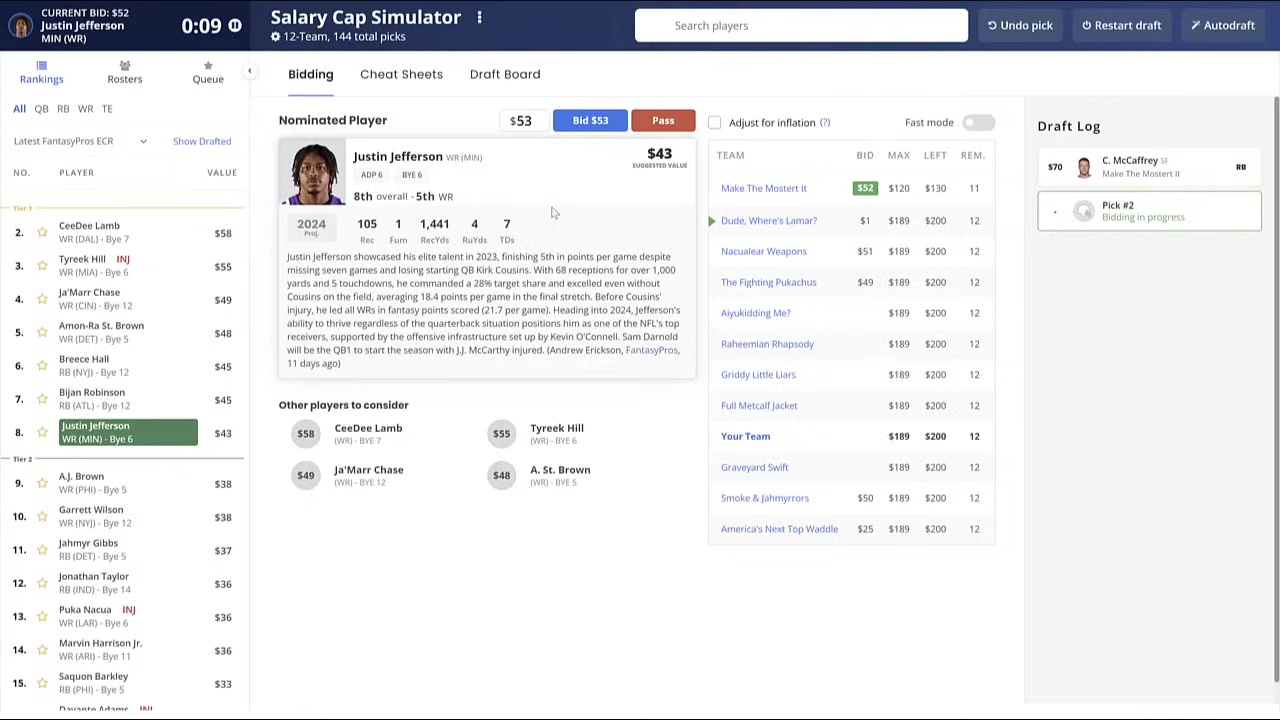 CURRENT BID: $52
Justin Jefferson
MIN (WR)
0:09
Salary Cap Simulator
12-Team, 144 total picks
Search players
Undo pick
Restart draft
Autodraft
Rankings
Rosters
Queue
All QB RB WR TE
Latest FantasyPros ECR
Show Drafted
NO. PLAYER VALUE
Tier 1
2. CeeDee Lamb $58
WR (DAL) - Bye 7
3. Tyreek Hill INJ $55
WR (MIA) - Bye 6
4. Ja'Marr Chase $49
WR (CIN) - Bye 12
5. Amon-Ra St. Brown $48
WR (DET) - Bye 5
6. Breece Hall $45
RB (NYJ) - Bye 12
7. Bijan Robinson $45
RB (ATL) - Bye 12
8. Justin Jefferson $43
WR (MIN) - Bye 6
Tier 2
9. A.J. Brown $38
WR (PHI) - Bye 5
10. Garrett Wilson $38
WR (NYJ) - Bye 12
11. Jahmyr Gibbs $37
RB (DET) - Bye 5
12. Jonathan Taylor $36
RB (IND) - Bye 14
13. Puka Nacua INJ $36
WR (LAR) - Bye 6
14. Marvin Harrison Jr. $36
WR (ARI) - Bye 11
15. Saquon Barkley $33
RB (PHI) - Bye 5
Davante Adams INJ
Bidding
Cheat Sheets
Draft Board
Nominated Player
$53
Bid $53
Pass
Justin Jefferson WR (MIN)
ADP 6 BYE 6
8th overall - 5th WR
$43
SUGGESTED VALUE
2024 105 1 1,441 4 7
Proj. Rec Fum RecYds RuYds TDs
Justin Jefferson showcased his elite talent in 2023, finishing 5th in points per game despite
missing seven games and losing starting QB Kirk Cousins. With 68 receptions for over 1,000
yards and 5 touchdowns, he commanded a 28% target share and excelled even without
Cousins on the field, averaging 18.4 points per game in the final stretch. Before Cousins'
injury, he led all WRs in fantasy points scored (21.7 per game). Heading into 2024, Jefferson's
ability to thrive regardless of the quarterback situation positions him as one of the NFL's top
receivers, supported by the offensive infrastructure set up by Kevin O'Connell. Sam Darnold
will be the QB1 to start the season with J.J. McCarthy injured. (Andrew Erickson, FantasyPros,
11 days ago)
Other players to consider
$58 CeeDee Lamb
(WR) - BYE 7
$55 Tyreek Hill
(WR) - BYE 6
$49 Ja'Marr Chase
(WR) - BYE 12
$48 A. St. Brown
(WR) - BYE 5
Adjust for inflation (?)
Fast mode
TEAM BID MAX LEFT REM.
Make The Mostert It $52 $120 $130 11
Dude, Where's Lamar? $1 $189 $200 12
Nacualear Weapons $51 $189 $200 12
The Fighting Pukachus $49 $189 $200 12
Aiyukidding Me? $189 $200 12
Raheemian Rhapsody $189 $200 12
Griddy Little Liars $189 $200 12
Full Metcalf Jacket $189 $200 12
Your Team $189 $200 12
Graveyard Swift $189 $200 12
Smoke & Jahmyrrors $50 $189 $200 12
America's Next Top Waddle $25 $189 $200 12
Draft Log
$70 C. McCaffrey SF RB
Make The Mostert It
- Pick #2
Bidding in progress